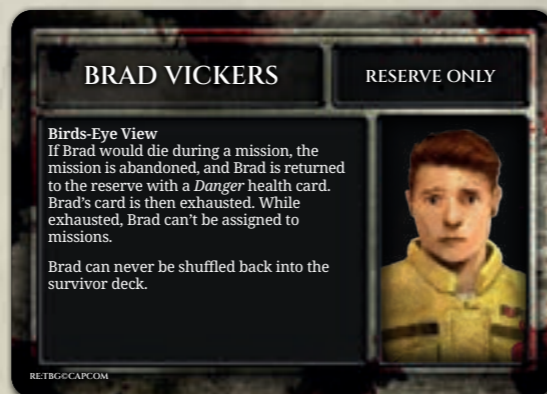 BRAD VICKERS
RESERVE ONLY
Birds-Eye View
If Brad would die during a mission, the
mission is abandoned, and Brad is returned
to the reserve with a Danger health card.
Brad's card is then exhausted. While
exhausted, Brad can't be assigned to
missions.
Brad can never be shuffled back into the
survivor deck.
RE:TBG©CAPCOM